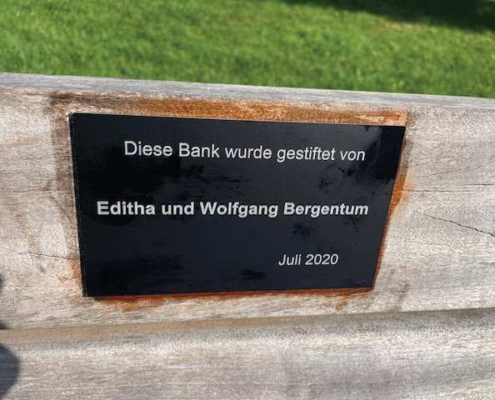 Diese Bank wurde gestiftet von
Editha und Wolfgang Bergentum
Juli 2020